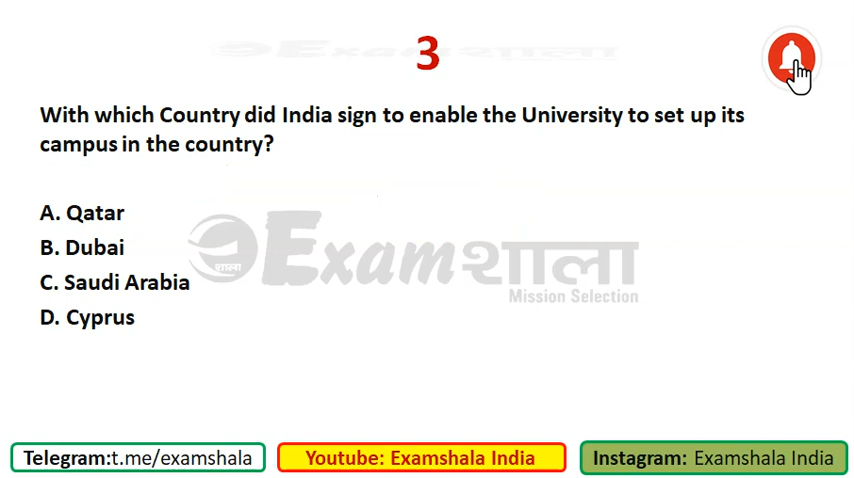 3
With which Country did India sign to enable the University to set up its
campus in the country?
A. Qatar
B. Dubai
C. Saudi Arabia
D. Cyprus
शाला
Examशाला
Mission Selection
Telegram:t.me/examshala
Youtube: Examshala India
Instagram: Examshala India